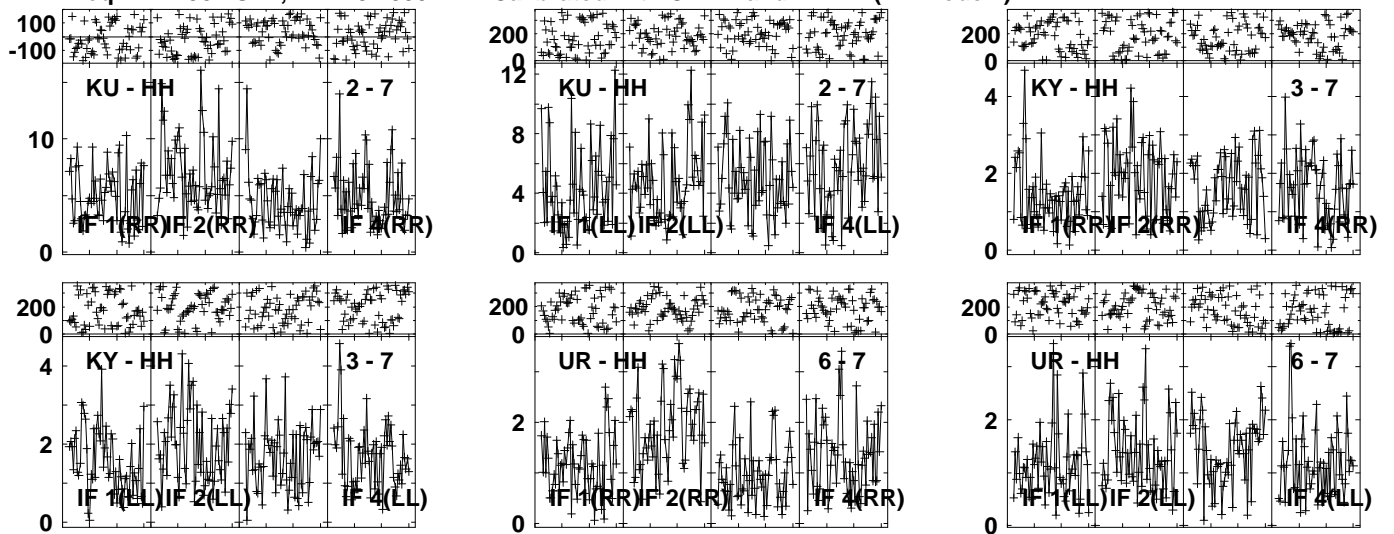 100
-100
KU - HH 2 - 7
10
0
IF 1(RR) IF 2(RR) IF 4(RR)
200
0
12
KU - HH 2 - 7
8
4
0
IF 1(LL) IF 2(LL) IF 4(LL)
200
0
4
KY - HH 3 - 7
2
0
IF 1(RR) IF 2(RR) IF 4(RR)
200
0
4
KY - HH 3 - 7
2
0
IF 1(LL) IF 2(LL) IF 4(LL)
200
0
UR - HH 6 - 7
2
0
IF 1(RR) IF 2(RR) IF 4(RR)
200
0
UR - HH 6 - 7
2
0
IF 1(LL) IF 2(LL) IF 4(LL)